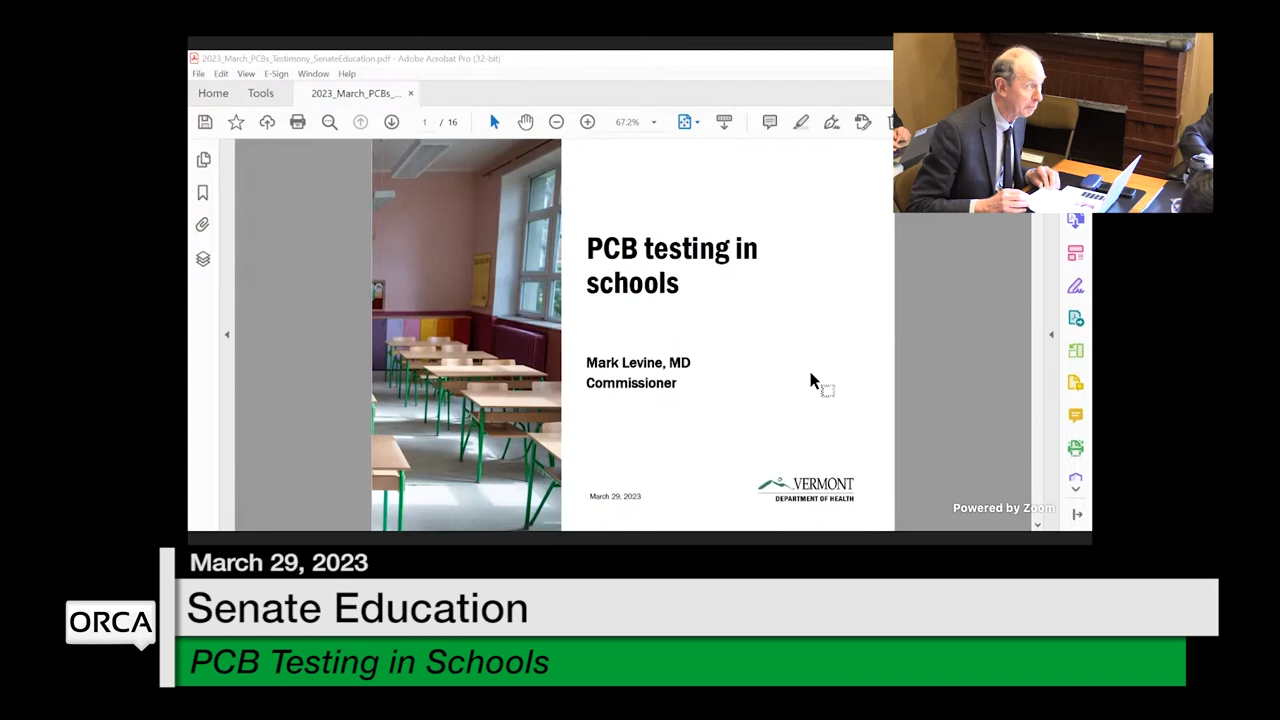 2023_March_PCBs_Testimony_SenateEducation.pdf - Adobe Acrobat Pro (32-bit)
File Edit View E-Sign Window Help
Home Tools 2023_March_PCBs_... ×
1 / 16 67.2%
PCB testing in
schools
Mark Levine, MD
Commissioner
March 29, 2023
VERMONT
DEPARTMENT OF HEALTH
Powered by Zoom
March 29, 2023
ORCA
Senate Education
PCB Testing in Schools